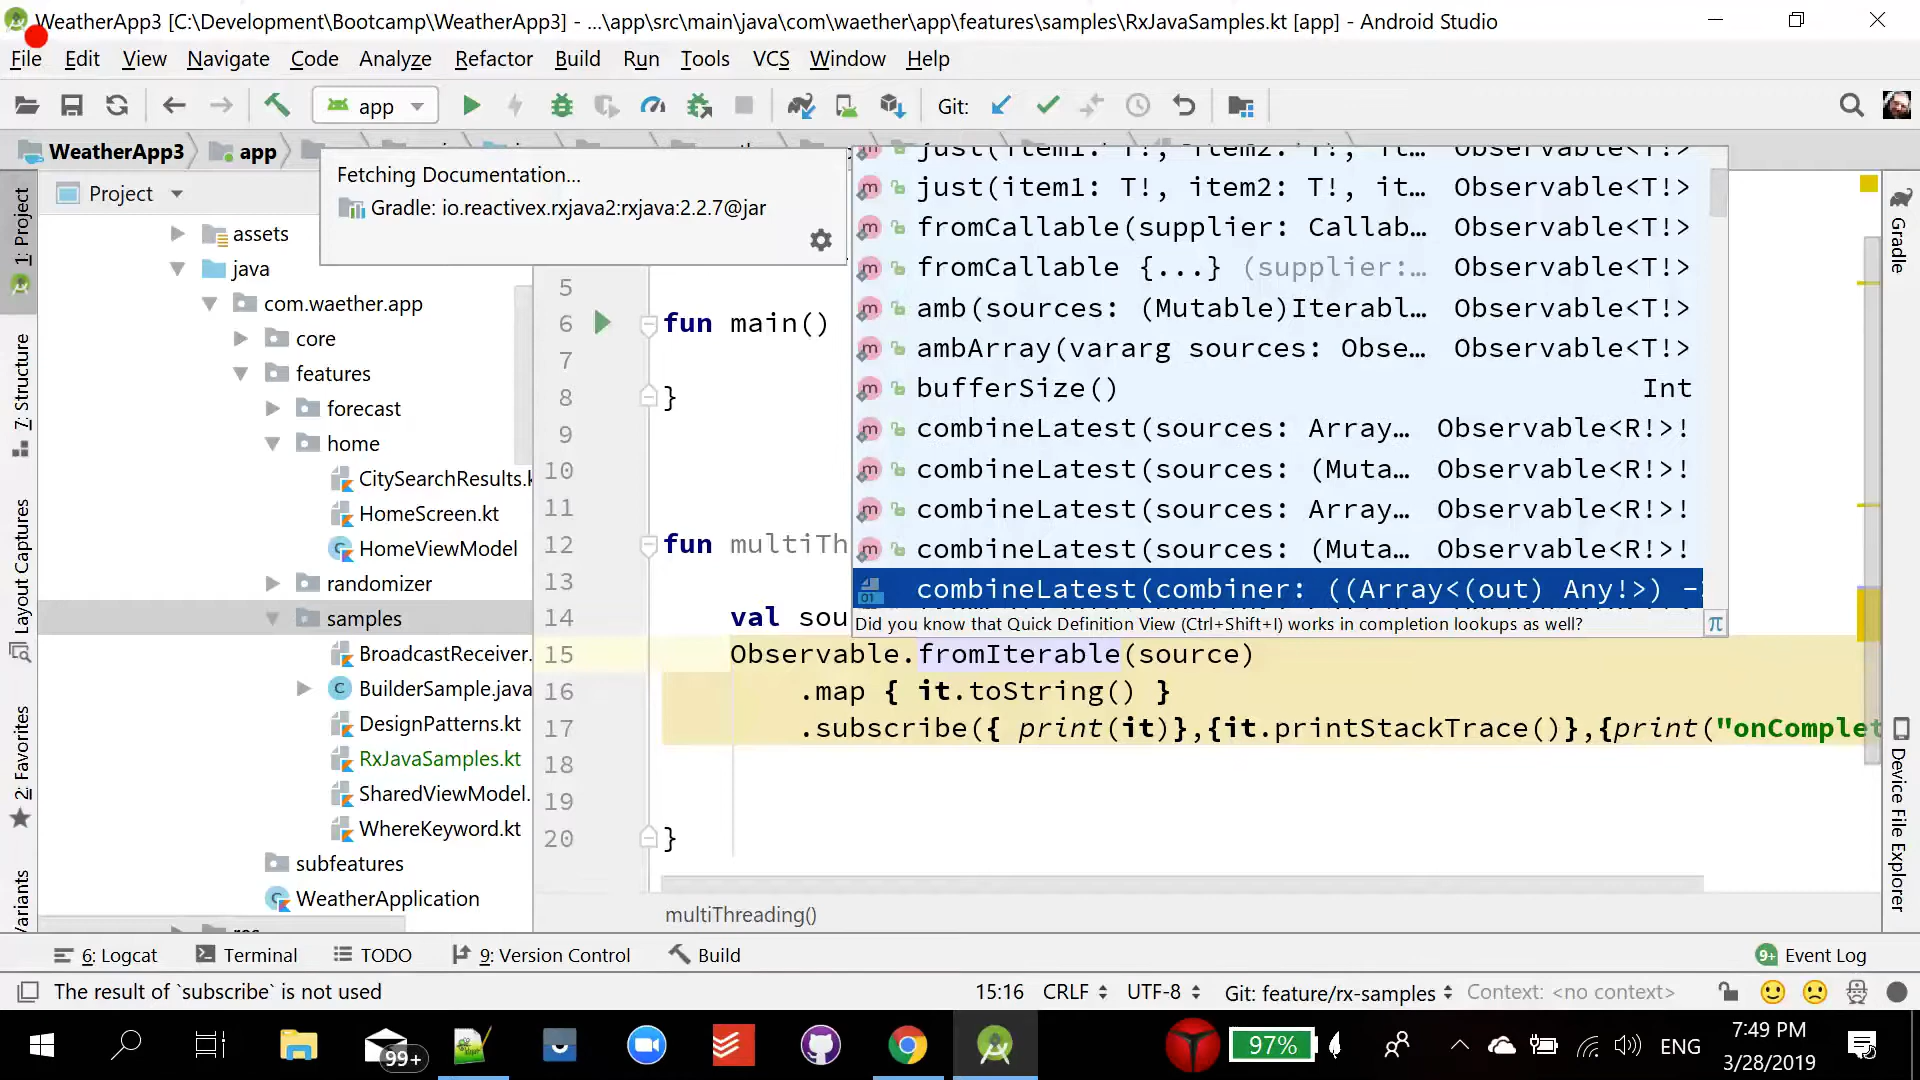 WeatherApp3 [C:\Development\Bootcamp\WeatherApp3] - ...\app\src\main\java\com\waether\app\features\samples\RxJavaSamples.kt [app] - Android Studio
File Edit View Navigate Code Analyze Refactor Build Run Tools VCS Window Help
app Git:
WeatherApp3 app
Project
1: Project
7: Structure
Layout Captures
2: Favorites
Variants
assets
java
com.waether.app
core
features
forecast
home
CitySearchResults.k
HomeScreen.kt
HomeViewModel
randomizer
samples
BroadcastReceiver.
BuilderSample.java
DesignPatterns.kt
RxJavaSamples.kt
SharedViewModel.
WhereKeyword.kt
subfeatures
WeatherApplication
res
Fetching Documentation...
Gradle: io.reactivex.rxjava2:rxjava:2.2.7@jar
just(item1: T!, item2: T!, it… Observable<T!>
just(item1: T!, item2: T!, it… Observable<T!>
fromCallable(supplier: Callab… Observable<T!>
fromCallable {...} (supplier:… Observable<T!>
amb(sources: (Mutable)Iterabl… Observable<T!>
ambArray(vararg sources: Obse… Observable<T!>
bufferSize() Int
combineLatest(sources: Array… Observable<R!>!
combineLatest(sources: (Muta… Observable<R!>!
combineLatest(sources: Array… Observable<R!>!
combineLatest(sources: (Muta… Observable<R!>!
combineLatest(combiner: ((Array<(out) Any!>) -
Did you know that Quick Definition View (Ctrl+Shift+I) works in completion lookups as well? π
5
6 fun main()
7
8 }
9
10
11
12 fun multiTh
13
14 val sou
15 Observable.fromIterable(source)
16 .map { it.toString() }
17 .subscribe({ print(it)},{it.printStackTrace()},{print("onComplet
18
19
20 }
multiThreading()
Gradle
Device File Explorer
6: Logcat Terminal TODO 9: Version Control Build 9+ Event Log
The result of `subscribe` is not used 15:16 CRLF UTF-8 Git: feature/rx-samples Context: <no context>
99+ 97% ENG 7:49 PM
3/28/2019